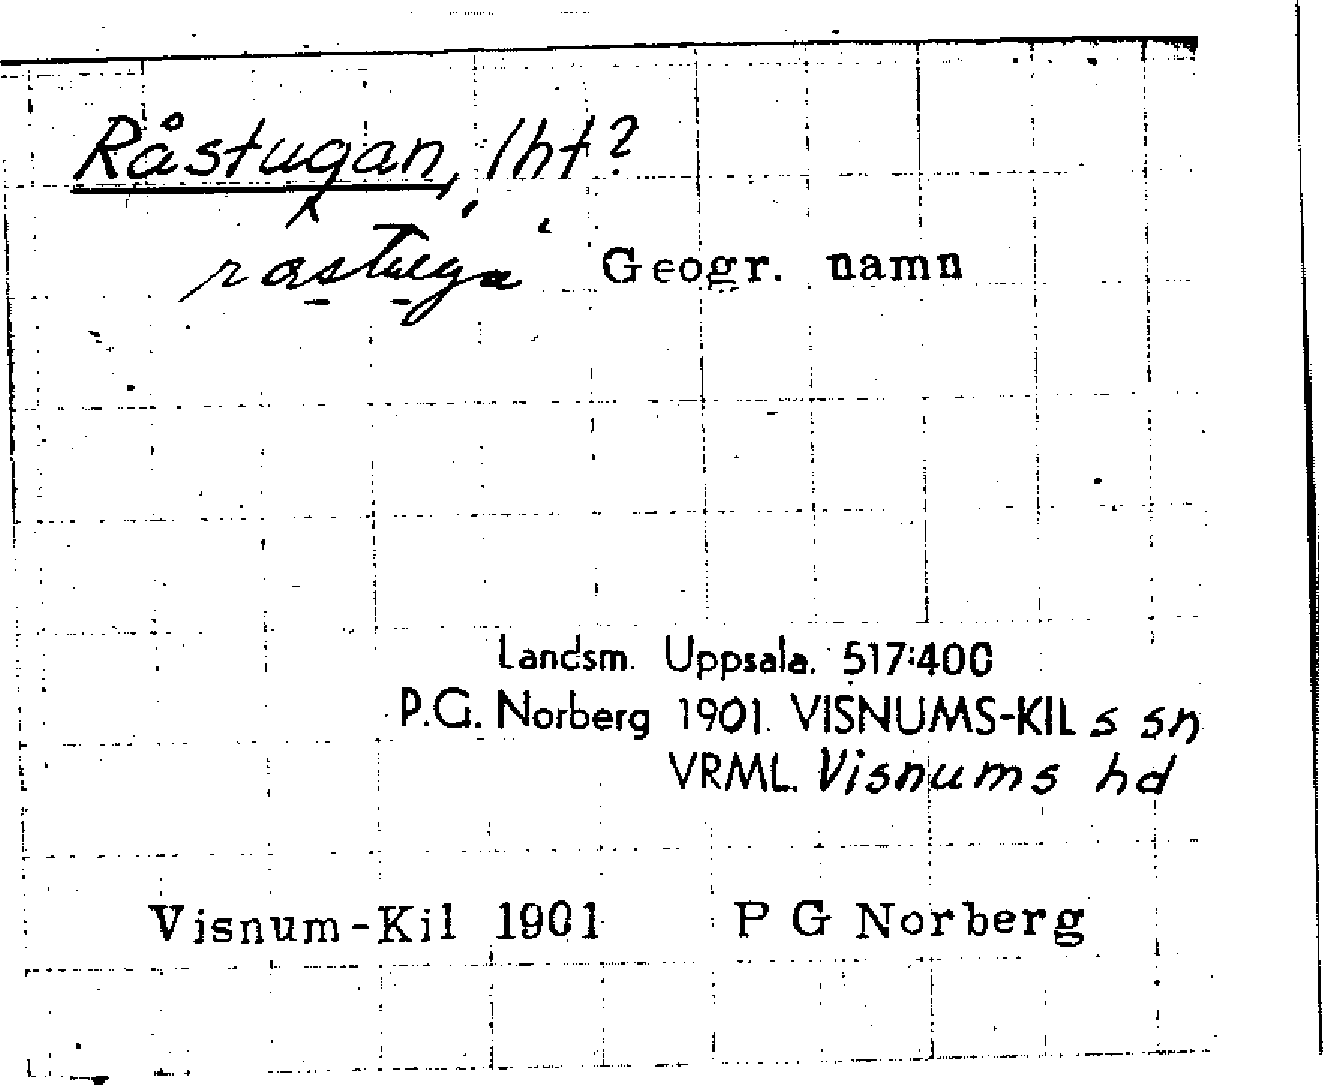 Råstugan, lht?
råstuga Geogr. namn
Landsm. Uppsala. 517:400
P.G. Norberg 1901. VISNUMS-KIL s sn
VRML. Visnums hd
Visnum-Kil 1901 P G Norberg